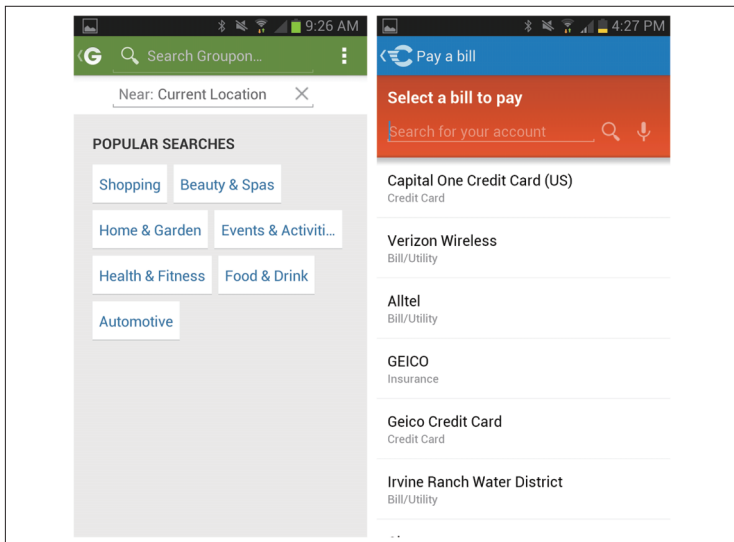 9:26 AM
G Search Groupon...
Near: Current Location
POPULAR SEARCHES
Shopping Beauty & Spas
Home & Garden Events & Activiti...
Health & Fitness Food & Drink
Automotive
4:27 PM
Pay a bill
Select a bill to pay
Search for your account
Capital One Credit Card (US)
Credit Card
Verizon Wireless
Bill/Utility
Alltel
Bill/Utility
GEICO
Insurance
Geico Credit Card
Credit Card
Irvine Ranch Water District
Bill/Utility